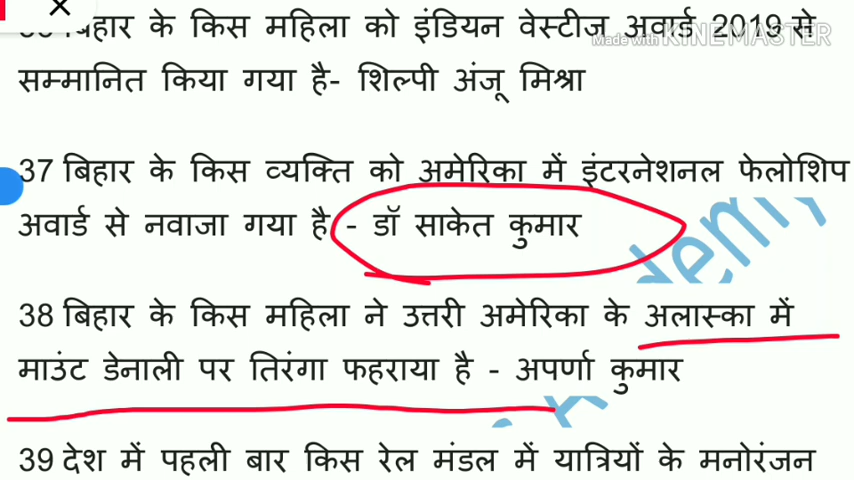 बिहार के किस महिला को इंडियन वेस्टीज अवार्ड 2019 से
Made with KINEMASTER
सम्मानित किया गया है- शिल्पी अंजू मिश्रा
37 बिहार के किस व्यक्ति को अमेरिका में इंटरनेशनल फेलोशिप
अवार्ड से नवाजा गया है - डॉ साकेत कुमार
38 बिहार के किस महिला ने उत्तरी अमेरिका के अलास्का में
माउंट डेनाली पर तिरंगा फहराया है - अपर्णा कुमार
39 देश में पहली बार किस रेल मंडल में यात्रियों के मनोरंजन